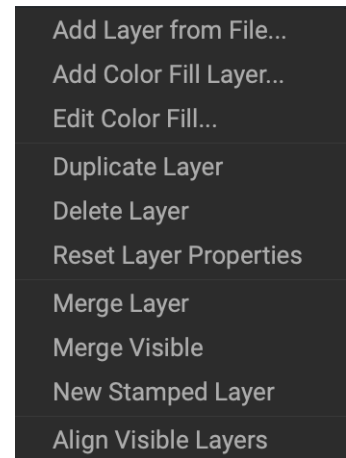 Add Layer from File...
Add Color Fill Layer...
Edit Color Fill...
Duplicate Layer
Delete Layer
Reset Layer Properties
Merge Layer
Merge Visible
New Stamped Layer
Align Visible Layers